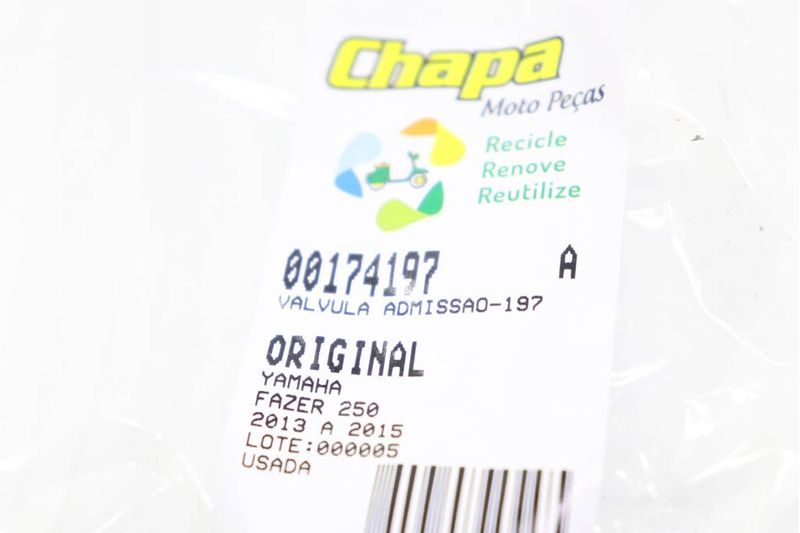 Chapa
Moto Peças
Recicle
Renove
Reutilize
00174197 A
VALVULA ADMISSAO-197
ORIGINAL
YAMAHA
FAZER 250
2013 A 2015
LOTE:000005
USADA